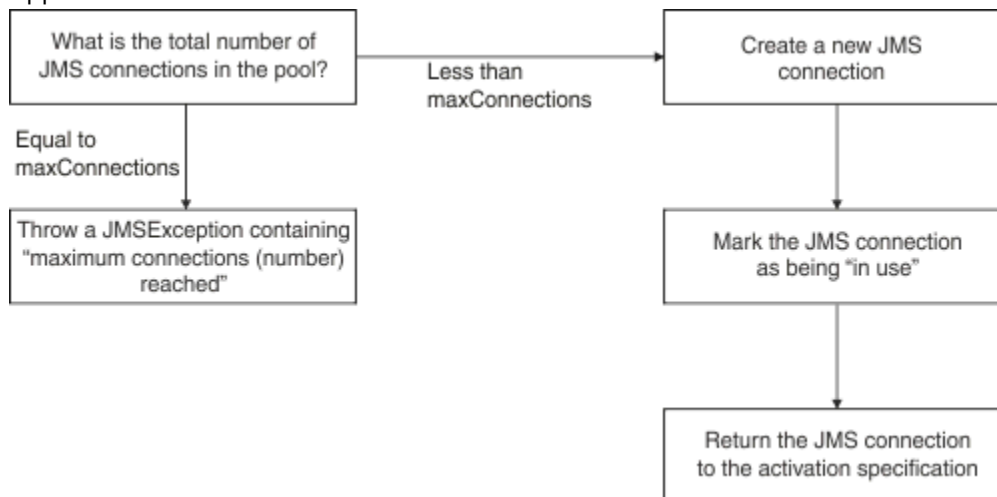 What is the total number of
JMS connections in the pool?
Less than
maxConnections
Create a new JMS
connection
Equal to
maxConnections
Throw a JMSException containing
“maximum connections (number)
reached”
Mark the JMS connection
as being “in use”
Return the JMS connection
to the activation specification